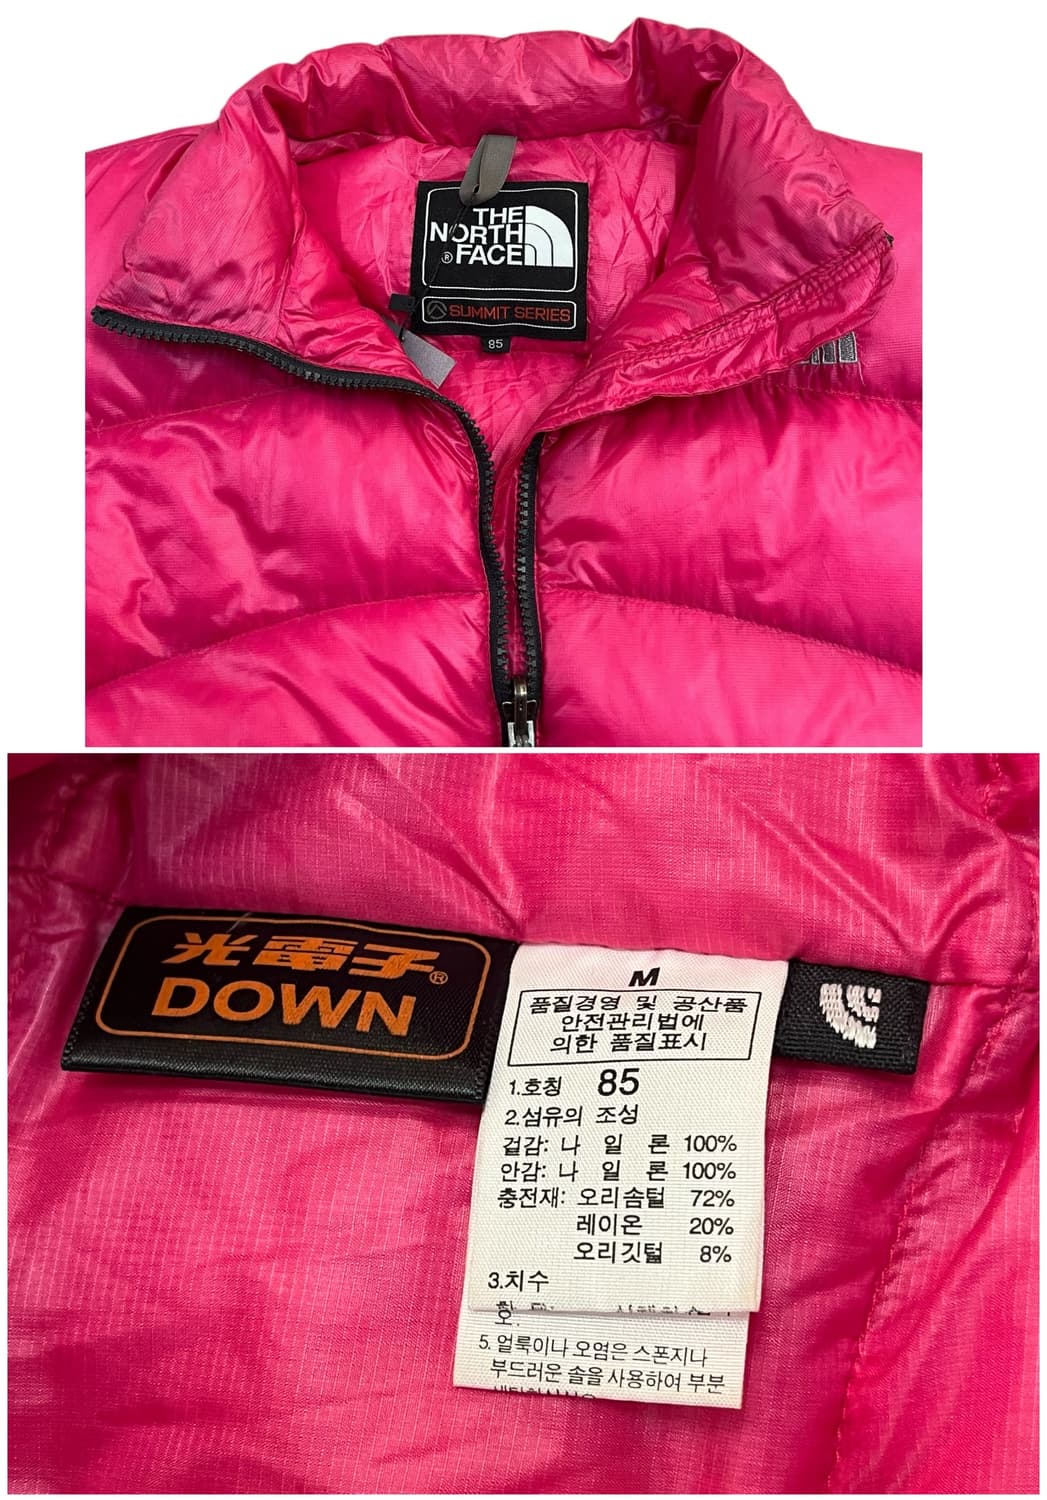 THE
NORTH
® FACE
SUMMIT SERIES
85
光電子®
DOWN
M
품질경영 및 공산품
안전관리법에
의한 품질표시
1.호칭 85
2.섬유의 조성
겉감: 나 일 론 100%
안감: 나 일 론 100%
충전재: 오리솜털 72%
레이온 20%
오리깃털 8%
3.치수
5. 얼룩이나 오염은 스폰지나
부드러운 솔을 사용하여 부분